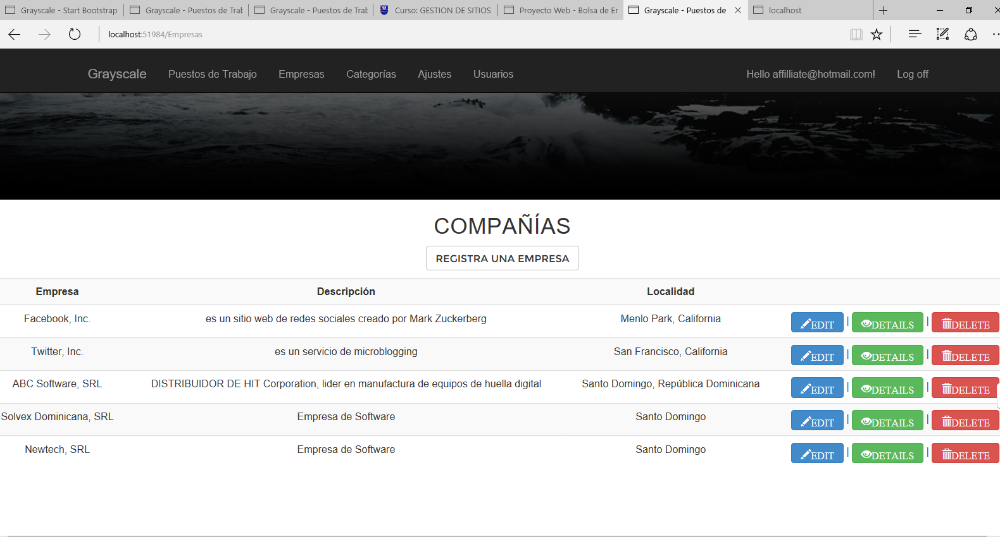 Grayscale - Start Bootstrap Grayscale - Puestos de Trab Grayscale - Puestos de Trab Curso: GESTION DE SITIOS Proyecto Web - Bolsa de Er Grayscale - Puestos de localhost
localhost:51984/Empresas
Grayscale Puestos de Trabajo Empresas Categorías Ajustes Usuarios Hello affilliate@hotmail.com! Log off
COMPAÑÍAS
REGISTRA UNA EMPRESA
Empresa Descripción Localidad
Facebook, Inc. es un sitio web de redes sociales creado por Mark Zuckerberg Menlo Park, California EDIT | DETAILS | DELETE
Twitter, Inc. es un servicio de microblogging San Francisco, California EDIT | DETAILS | DELETE
ABC Software, SRL DISTRIBUIDOR DE HIT Corporation, lider en manufactura de equipos de huella digital Santo Domingo, República Dominicana EDIT | DETAILS | DELETE
Solvex Dominicana, SRL Empresa de Software Santo Domingo EDIT | DETAILS | DELETE
Newtech, SRL Empresa de Software Santo Domingo EDIT | DETAILS | DELETE